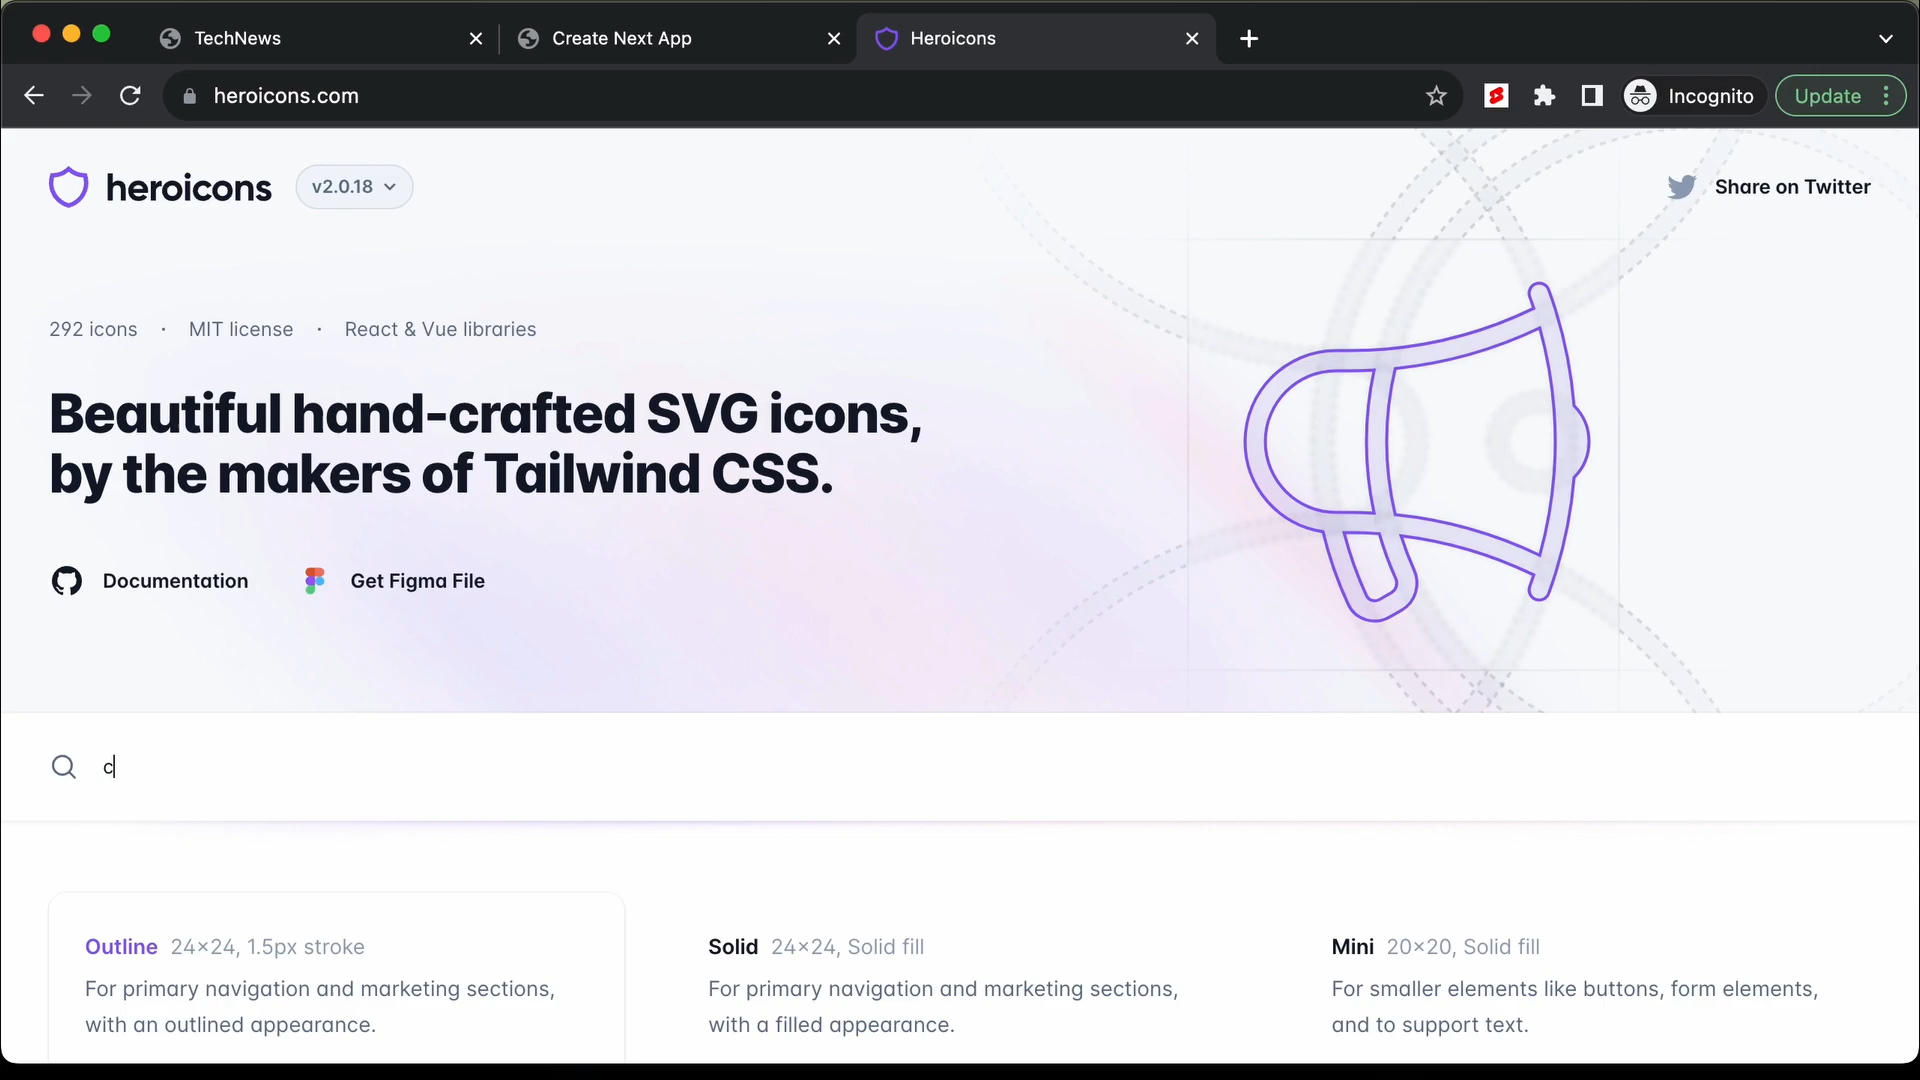 TechNews
Create Next App
Heroicons
heroicons.com
Incognito
Update
heroicons
v2.0.18
Share on Twitter
292 icons · MIT license · React & Vue libraries
Beautiful hand-crafted SVG icons,
by the makers of Tailwind CSS.
Documentation
Get Figma File
c
Outline 24×24, 1.5px stroke
For primary navigation and marketing sections,
with an outlined appearance.
Solid 24×24, Solid fill
For primary navigation and marketing sections,
with a filled appearance.
Mini 20×20, Solid fill
For smaller elements like buttons, form elements,
and to support text.